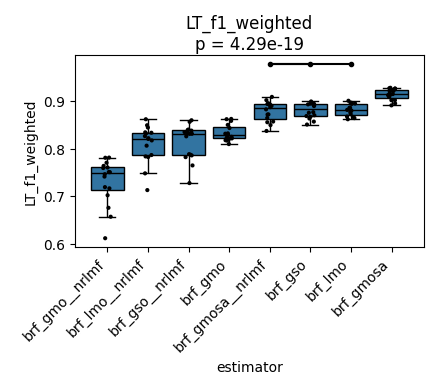 LT_f1_weighted
p = 4.29e-19
LT_f1_weighted
0.9
0.8
0.7
0.6
brf_gmo__nrlmf
brf_lmo__nrlmf
brf_gso__nrlmf
brf_gmo
brf_gmosa__nrlmf
brf_gso
brf_lmo
brf_gmosa
estimator